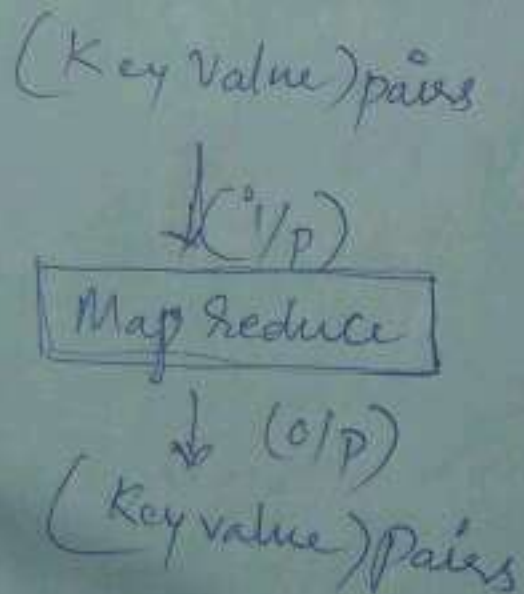 (Key Value) pairs
(i/p)
Map Reduce
(o/p)
(Key value) Pairs